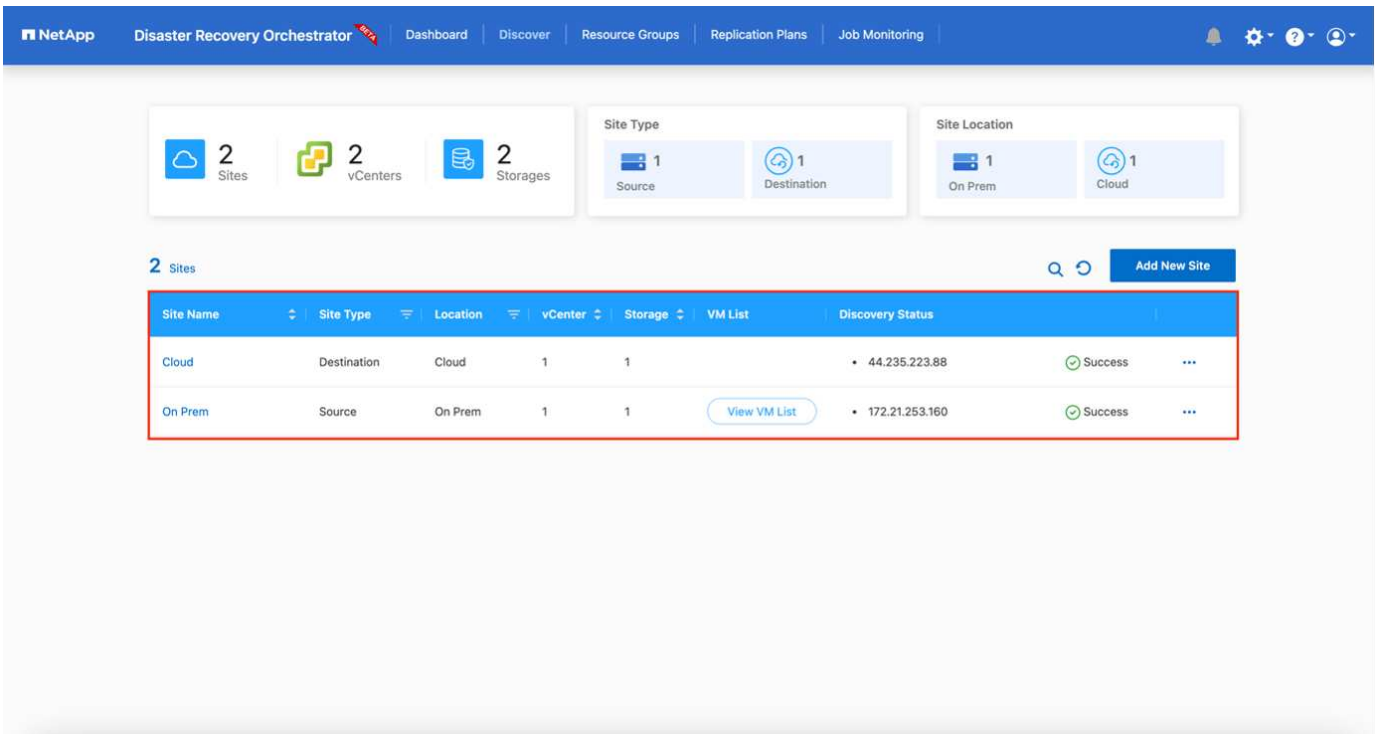 NetApp Disaster Recovery Orchestrator BETA Dashboard Discover Resource Groups Replication Plans Job Monitoring
2 Sites
2 vCenters
2 Storages
Site Type
1 Source
1 Destination
Site Location
1 On Prem
1 Cloud
2 Sites
Add New Site
Site Name Site Type Location vCenter Storage VM List Discovery Status
Cloud Destination Cloud 1 1 • 44.235.223.88 Success
On Prem Source On Prem 1 1 View VM List • 172.21.253.160 Success